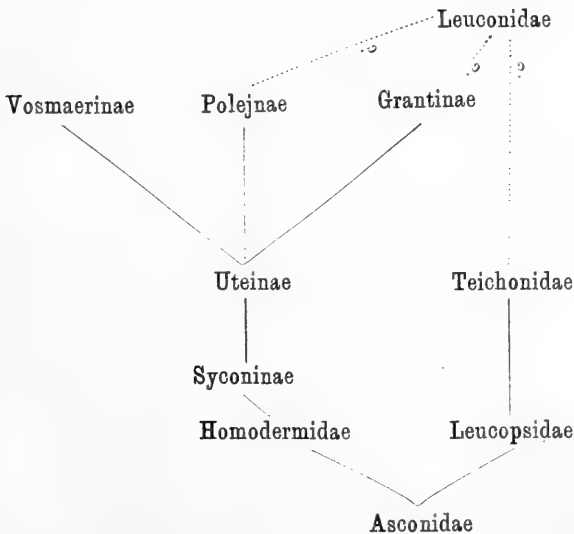 Leuconidae
? ? ?
Vosmaerinae Polejnae Grantinae
Uteinae Teichonidae
Syconinae
Homodermidae Leucopsidae
Asconidae